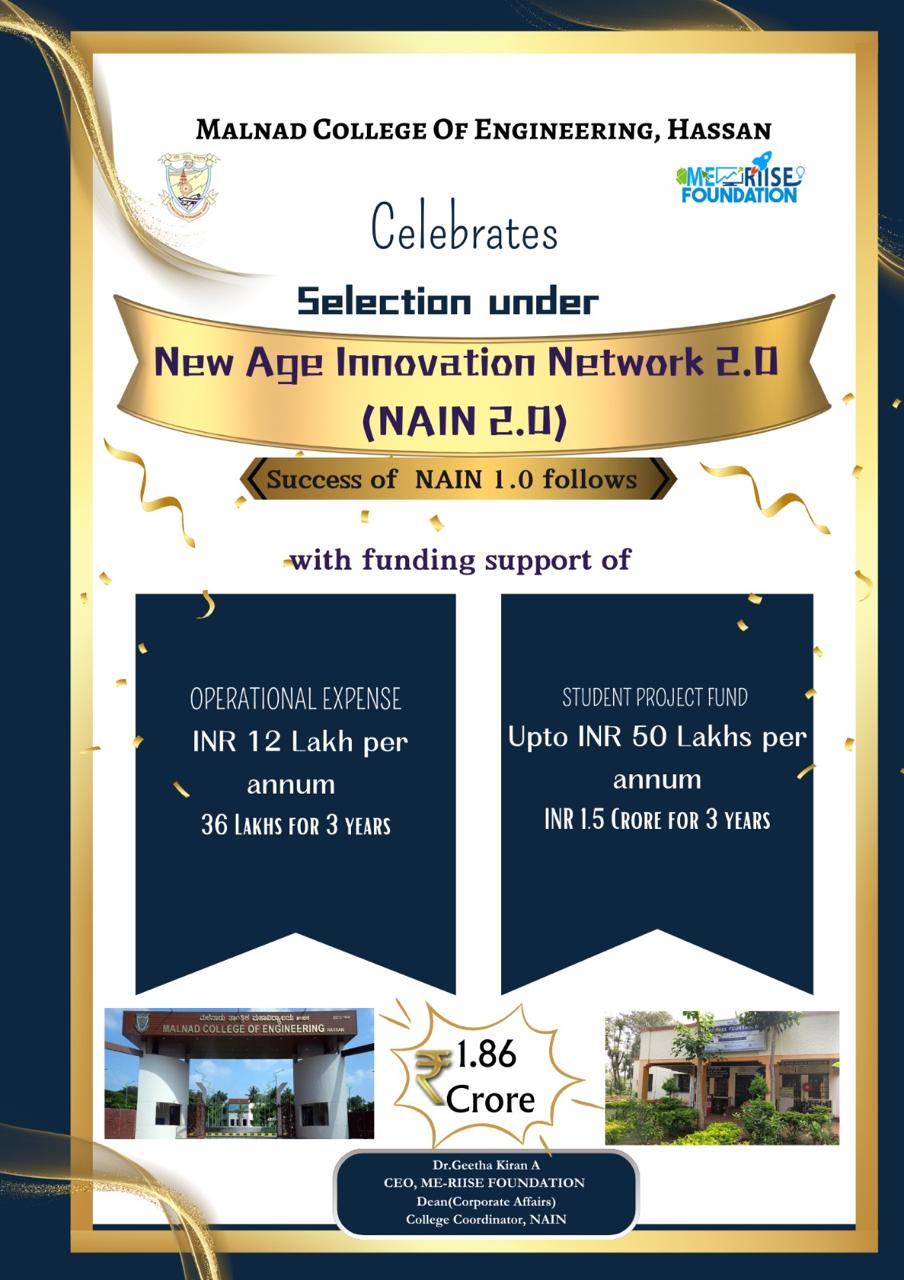 Malnad College Of Engineering, Hassan
ME-RIISE
FOUNDATION
Celebrates
Selection under
New Age Innovation Network 2.0
(NAIN 2.0)
Success of NAIN 1.0 follows
with funding support of
OPERATIONAL EXPENSE
INR 12 Lakh per
annum
36 Lakhs for 3 years
STUDENT PROJECT FUND
Upto INR 50 Lakhs per
annum
INR 1.5 Crore for 3 years
ಮಲೆನಾಡು ತಾಂತ್ರಿಕ ಮಹಾವಿದ್ಯಾಲಯ
MALNAD COLLEGE OF ENGINEERING HASSAN
₹ 1.86
Crore
Dr.Geetha Kiran A
CEO, ME-RIISE FOUNDATION
Dean(Corporate Affairs)
College Coordinator, NAIN